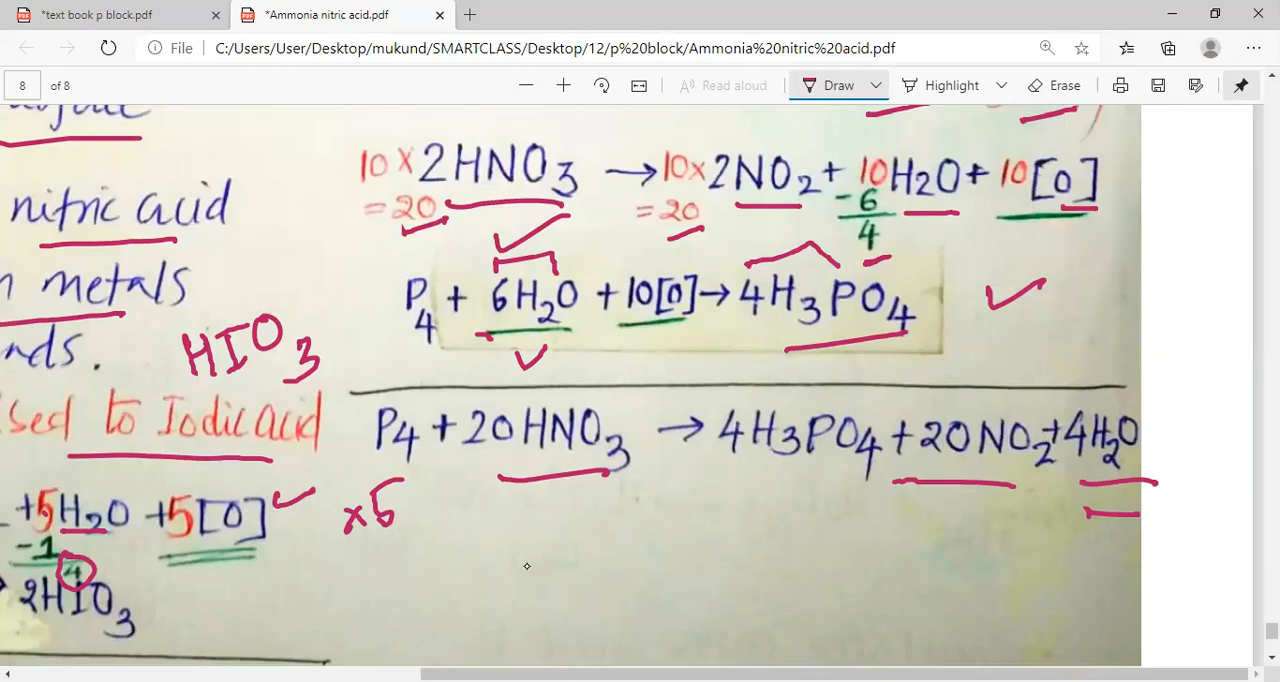 *text book p block.pdf
*Ammonia nitric acid.pdf
File C:/Users/User/Desktop/mukund/SMARTCLASS/Desktop/12/p%20block/Ammonia%20nitric%20acid.pdf
8 of 8 Read aloud Draw Highlight Erase
10 × 2HNO3 → 10 × 2NO2 + 10H2O + 10[O]
= 20 = 20 -6
4
nitric acid
P4 + 6H2O + 10[O] → 4H3PO4
metals
nds.
HIO3
sed to Iodic acid
P4 + 20HNO3 → 4H3PO4 + 20NO2 + 4H2O
+5H2O + 5[O]
×5
-1
4
2HIO3